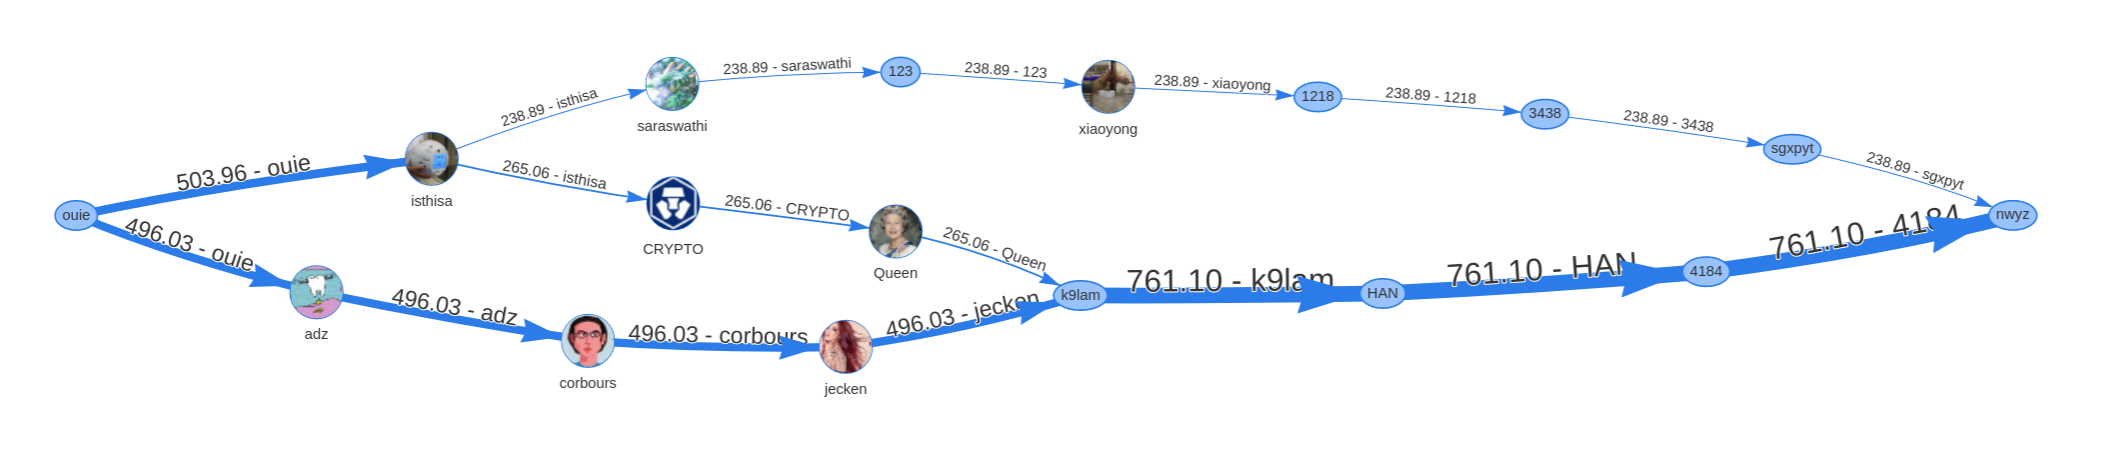 238.89 - saraswathi
123
238.89 - 123
238.89 - xiaoyong
1218
238.89 - 1218
3438
238.89 - 3438
sgxpyt
238.89 - sgxpyt
nwyz
238.89 - isthisa
saraswathi
xiaoyong
503.96 - ouie
isthisa
265.06 - isthisa
CRYPTO
265.06 - CRYPTO
Queen
265.06 - Queen
ouie
496.03 - ouie
adz
496.03 - adz
corbours
496.03 - corbours
jecken
496.03 - jecken
k9lam
761.10 - k9lam
HAN
761.10 - HAN
4184
761.10 - 4184